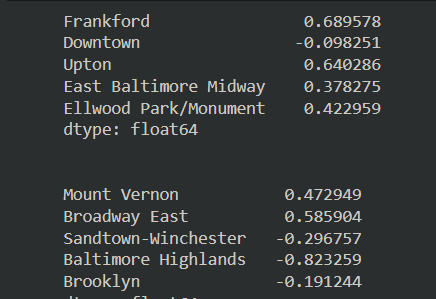 Frankford 0.689578
Downtown -0.098251
Upton 0.640286
East Baltimore Midway 0.378275
Ellwood Park/Monument 0.422959
dtype: float64
Mount Vernon 0.472949
Broadway East 0.585904
Sandtown-Winchester -0.296757
Baltimore Highlands -0.823259
Brooklyn -0.191244